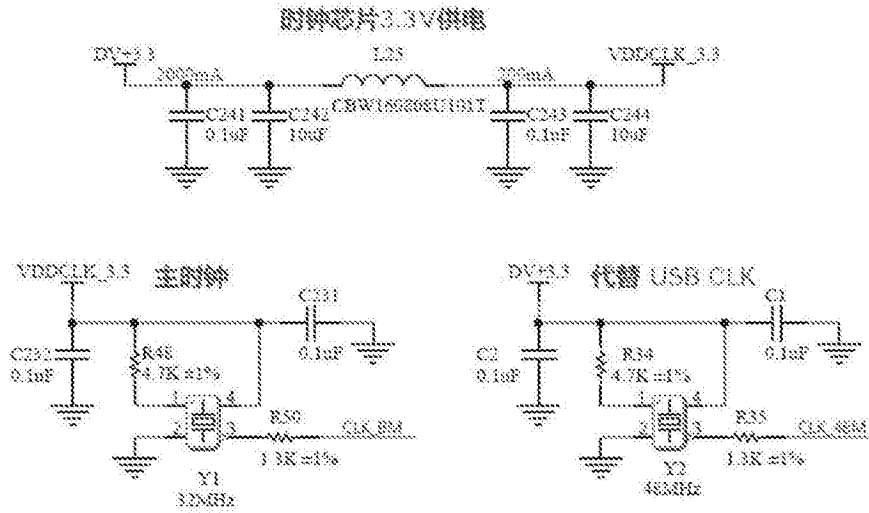 时钟芯片3.3V供电
DV+3.3
L25
VDDCLK_3.3
2000mA
200mA
CBW160808U101T
C241
0.1uF
C242
10uF
C243
0.1uF
C244
10uF
VDDCLK_3.3
主时钟
C231
0.1uF
C232
0.1uF
R48
4.7K ±1%
1
4
2
3
R50
CLK_8M
1.3K ±1%
Y1
DV+3.3
代替 USB CLK
C1
0.1uF
C2
0.1uF
R34
4.7K ±1%
1
4
2
3
R35
CLK_48M
1.3K ±1%
Y2
48MHz